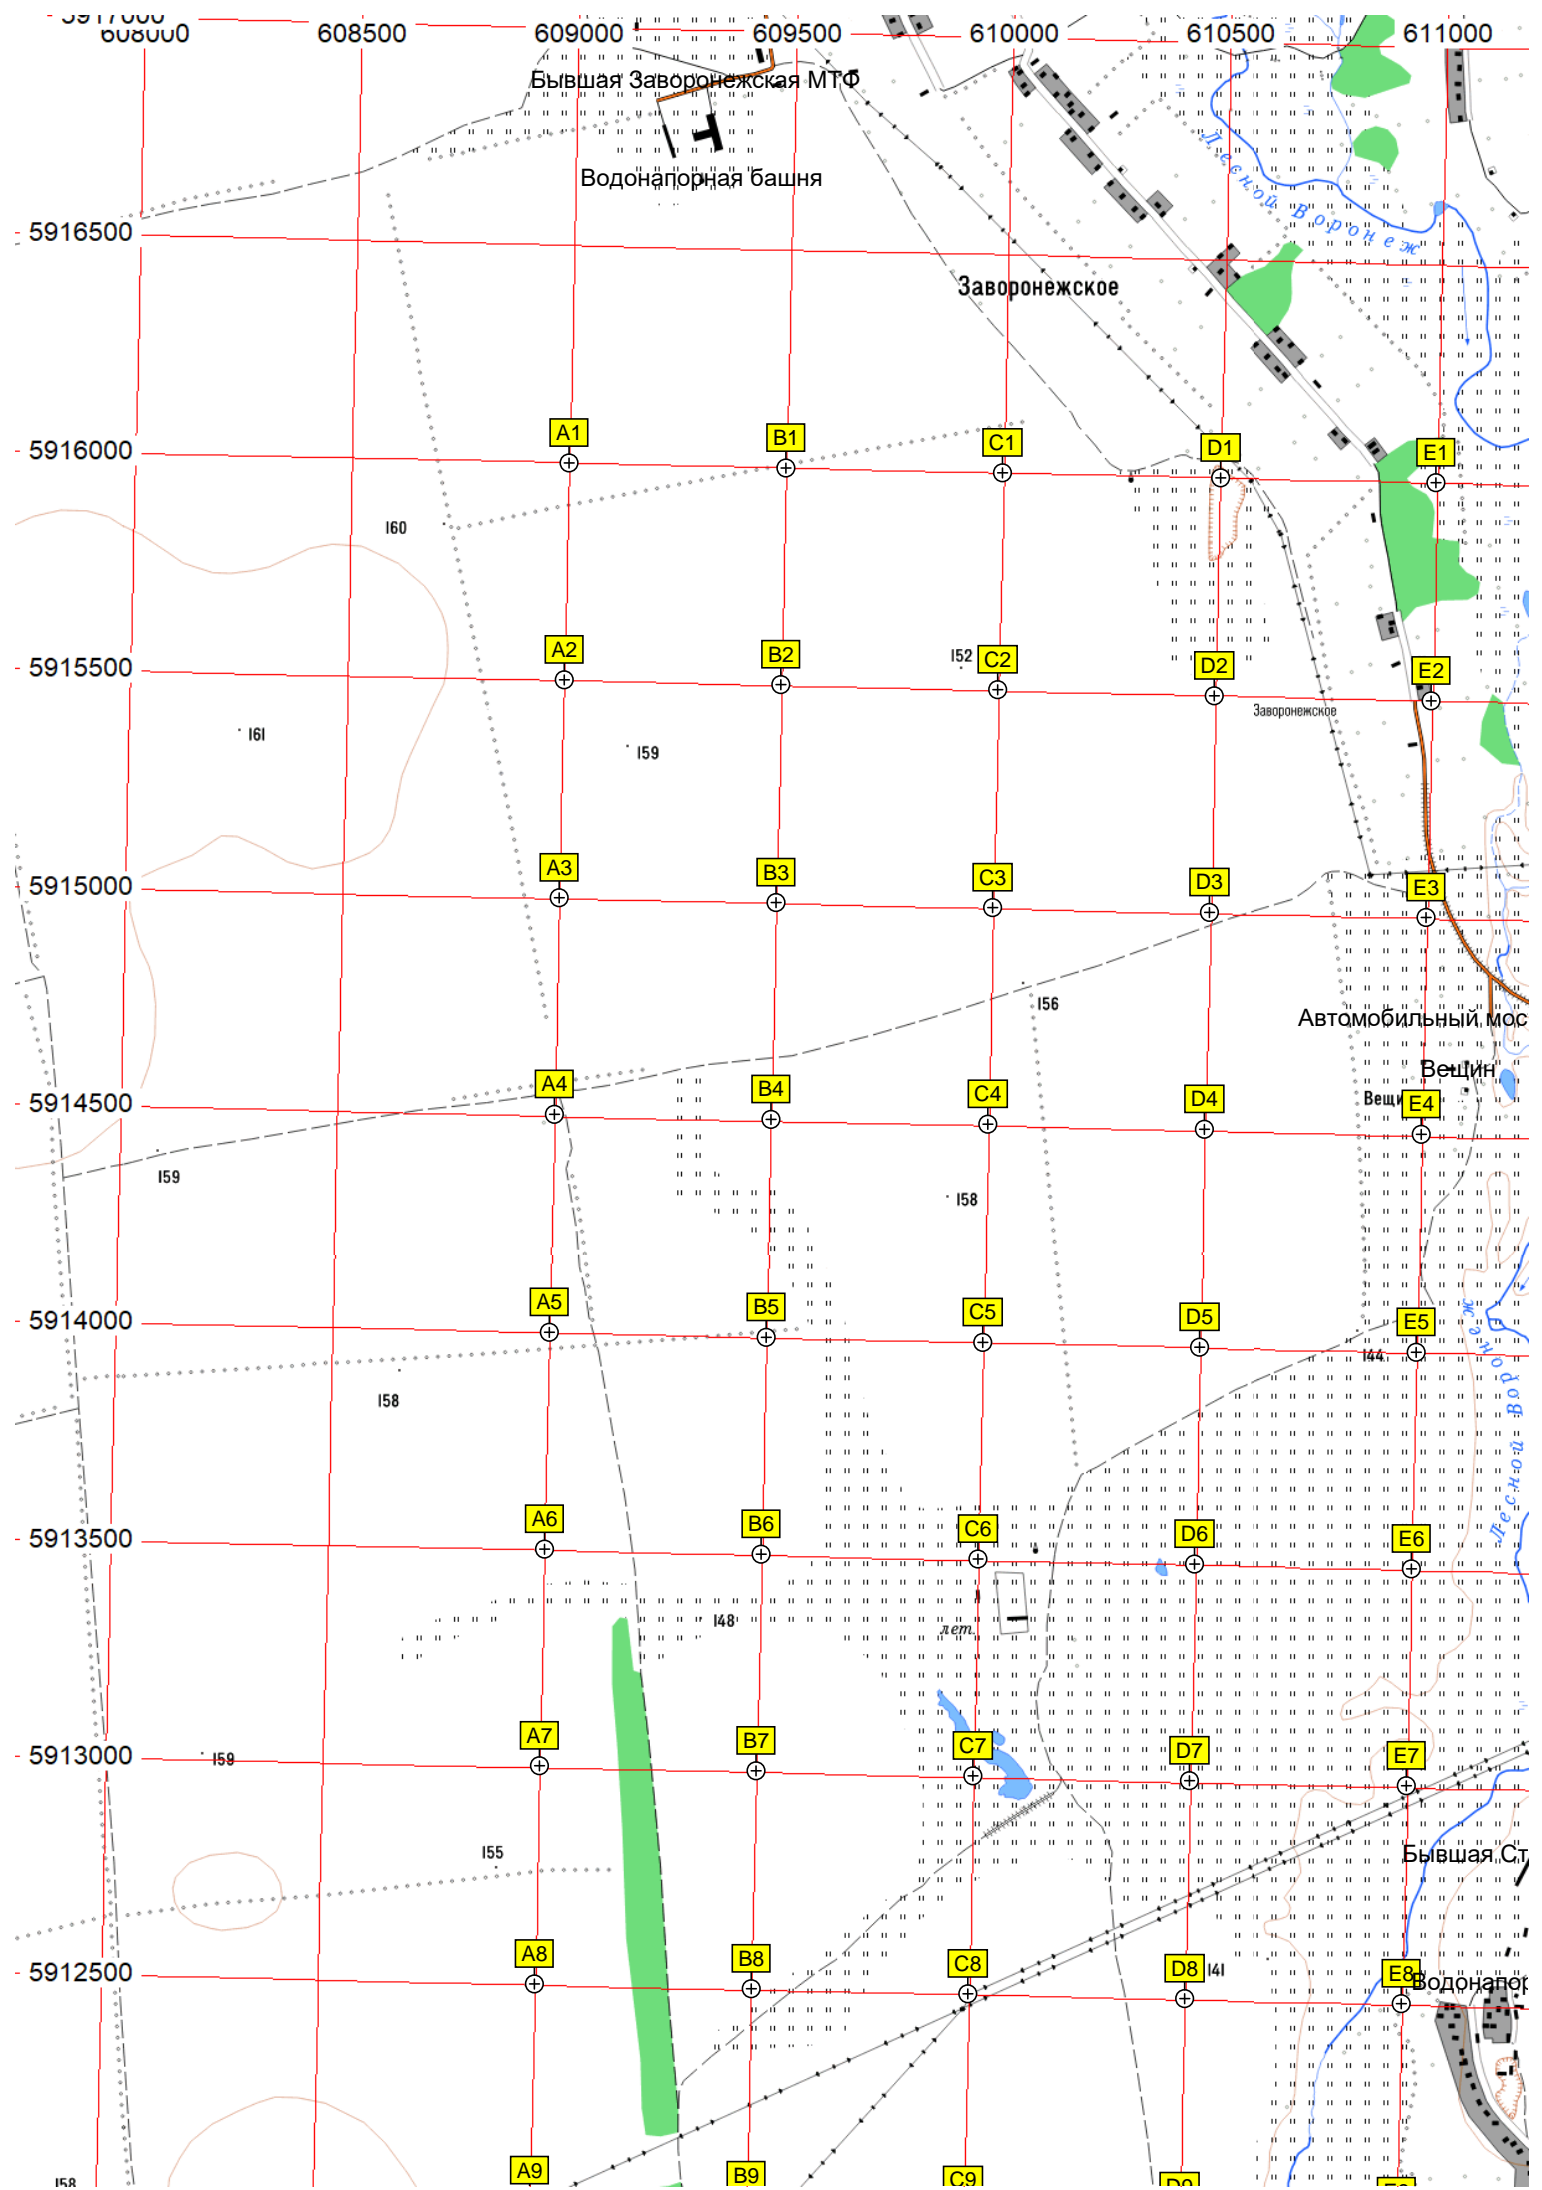 5917000
608000 608500 609000 609500 610000 610500 611000
Бывшая Заворонежская МТФ
Водонапорная башня
Лесной Воронеж
5916500
Заворонежское
A1 B1 C1 D1 E1
5916000
160
A2 B2 C2 D2 E2
152
5915500
Заворонежское
161
159
A3 B3 C3 D3 E3
5915000
156
Автомобильный мос
Вещин
A4 B4 C4 D4 E4
Вещи
5914500
159
158
A5 B5 C5 D5 E5
5914000
144
158
Лесной Воронеж
A6 B6 C6 D6 E6
5913500
148
лет.
A7 B7 C7 D7 E7
5913000
159
155
Бывшая Ст
A8 B8 C8 D8 E8
141
5912500
Водонапор
A9 B9 C9 D9 E9
158